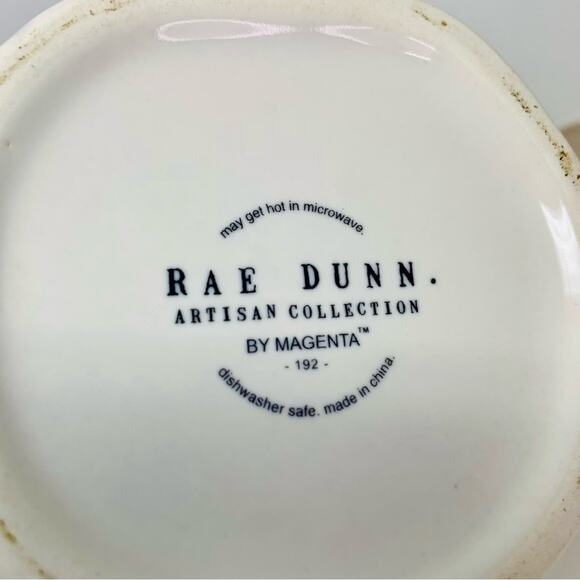 may get hot in microwave.
RAE DUNN.
ARTISAN COLLECTION
BY MAGENTA™
- 192 -
dishwasher safe. made in china.